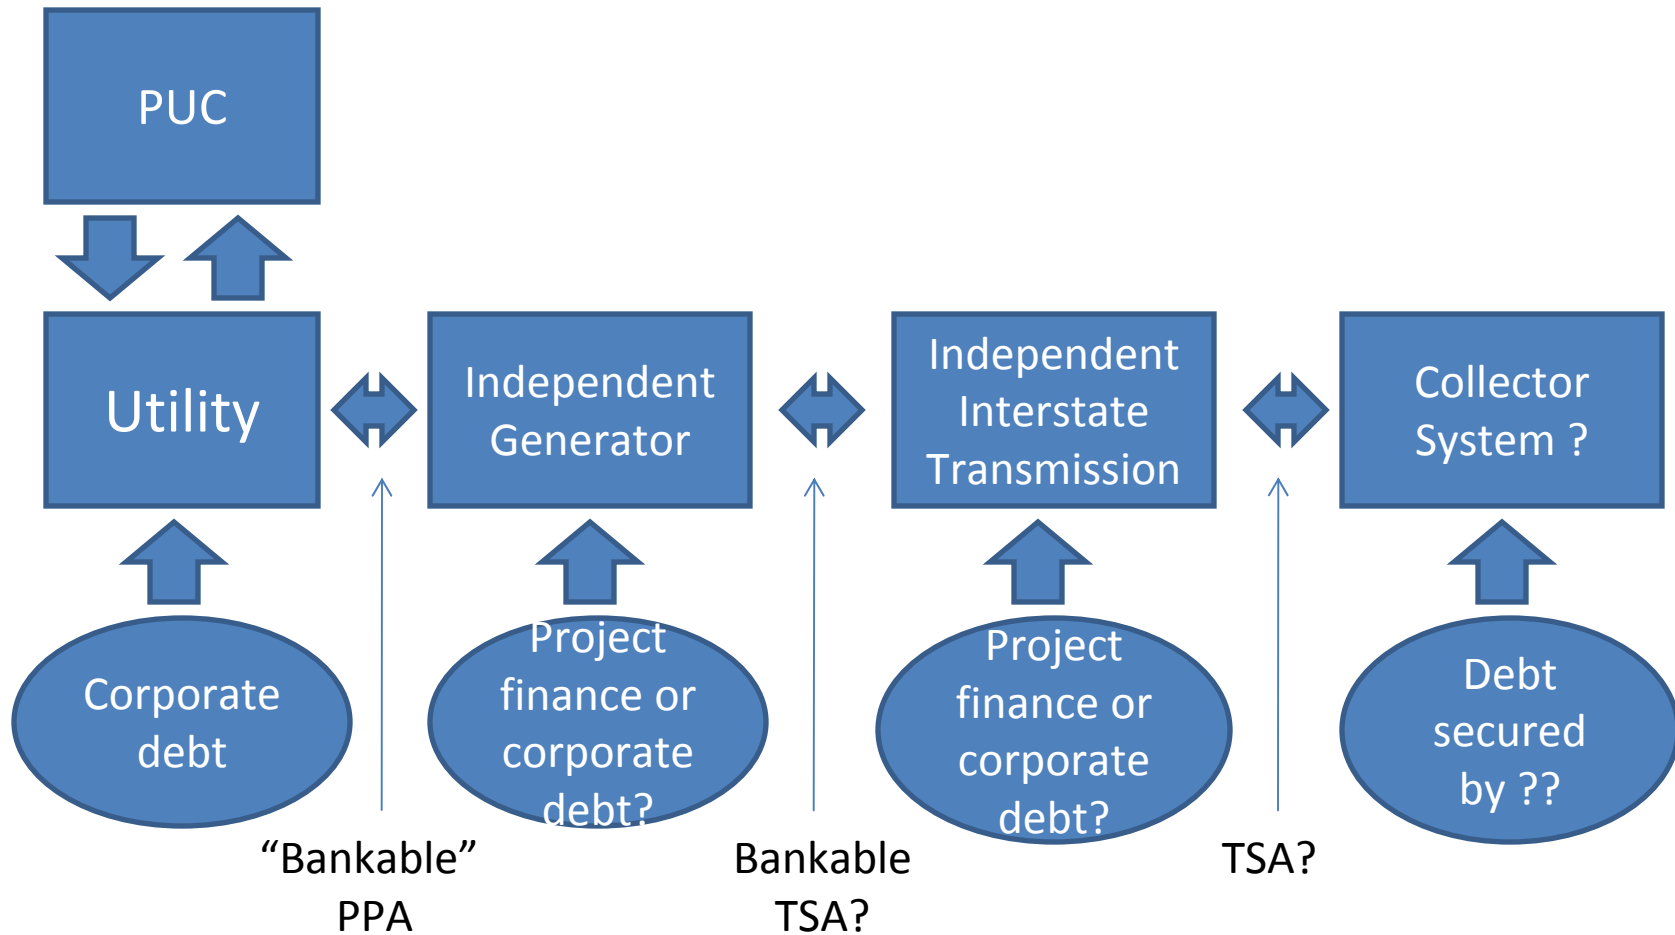 PUC
Utility
Independent
Generator
Independent
Interstate
Transmission
Collector
System ?
Corporate
debt
Project
finance or
corporate
debt?
Project
finance or
corporate
debt?
Debt
secured
by ??
“Bankable”
PPA
Bankable
TSA?
TSA?